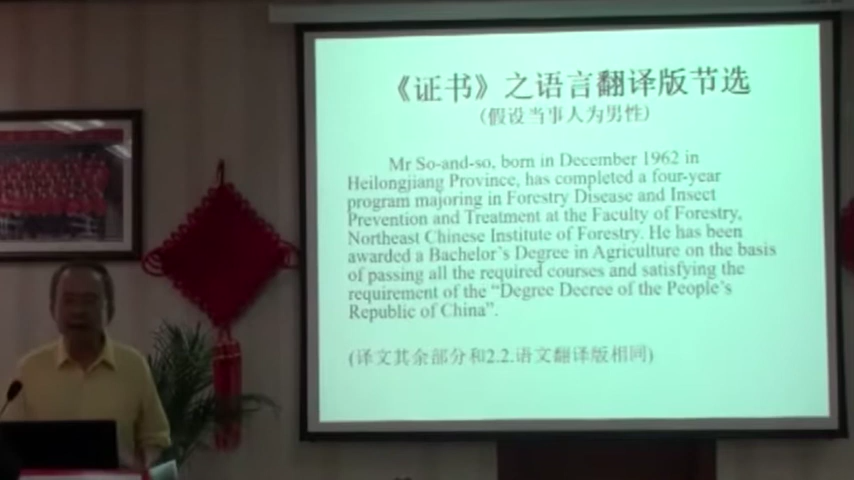 《证书》之语言翻译版节选
(假设当事人为男性)
Mr So-and-so, born in December 1962 in
Heilongjiang Province, has completed a four-year
program majoring in Forestry Disease and Insect
Prevention and Treatment at the Faculty of Forestry,
Northeast Chinese Institute of Forestry. He has been
awarded a Bachelor's Degree in Agriculture on the basis
of passing all the required courses and satisfying the
requirement of the “Degree Decree of the People's
Republic of China”.
(译文其余部分和2.2.语文翻译版相同)